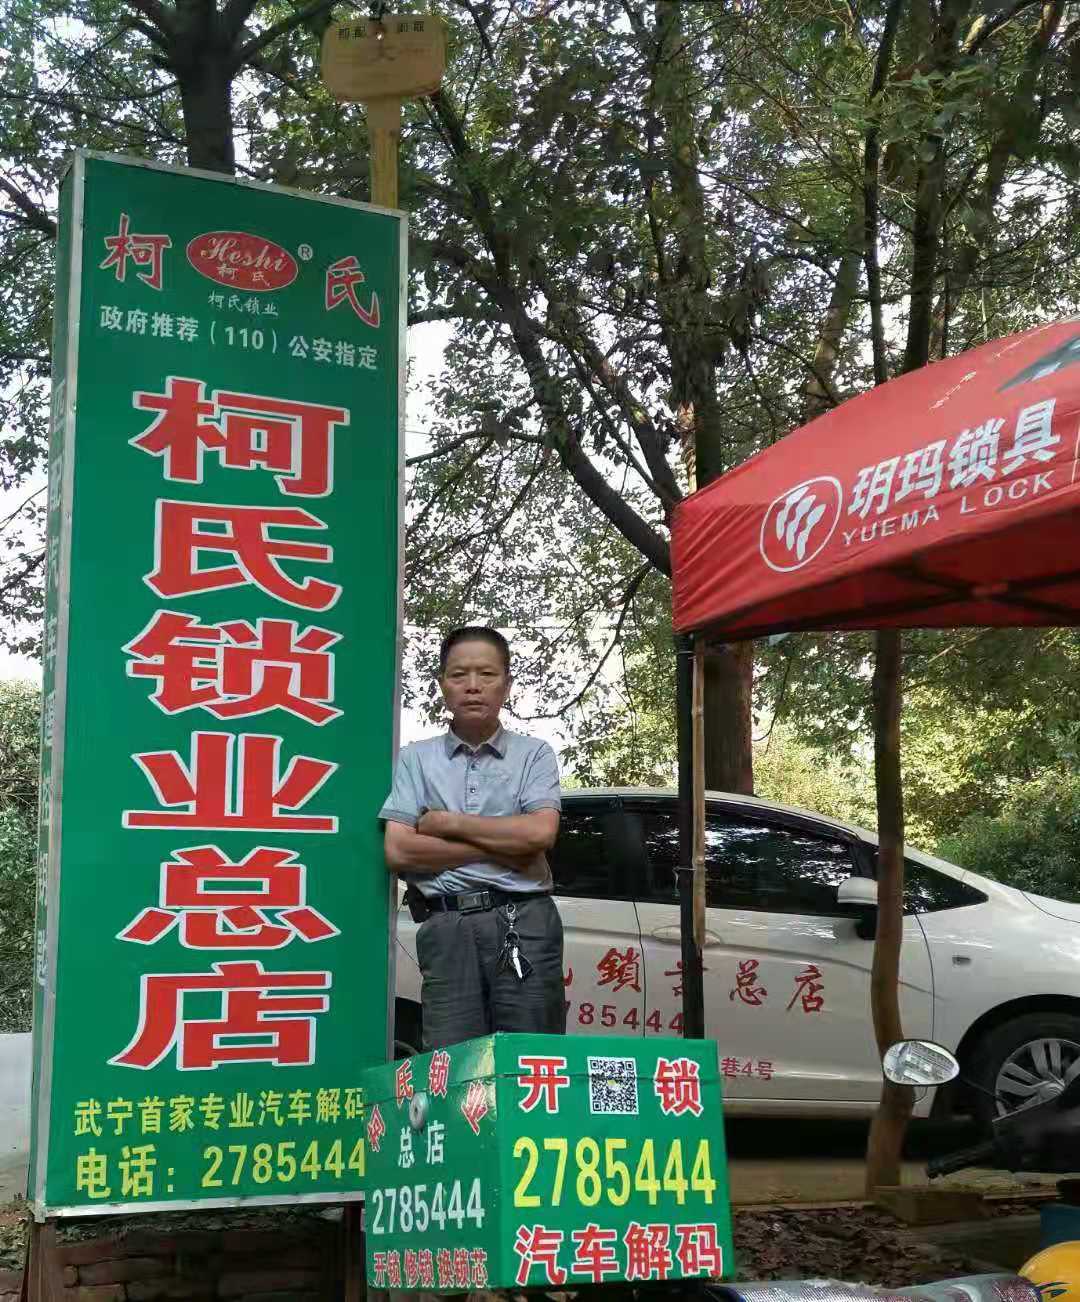 柯 Heshi ® 氏
柯氏
柯氏锁业
政府推荐（110）公安指定
柯氏锁业总店
武宁首家专业汽车解码
电话：2785444
玥玛锁具
YUEMA LOCK
鎖 总店
785444
巷4号
柯氏锁业
总店
2785444
开锁 修锁 换锁芯
开 锁
2785444
汽车解码